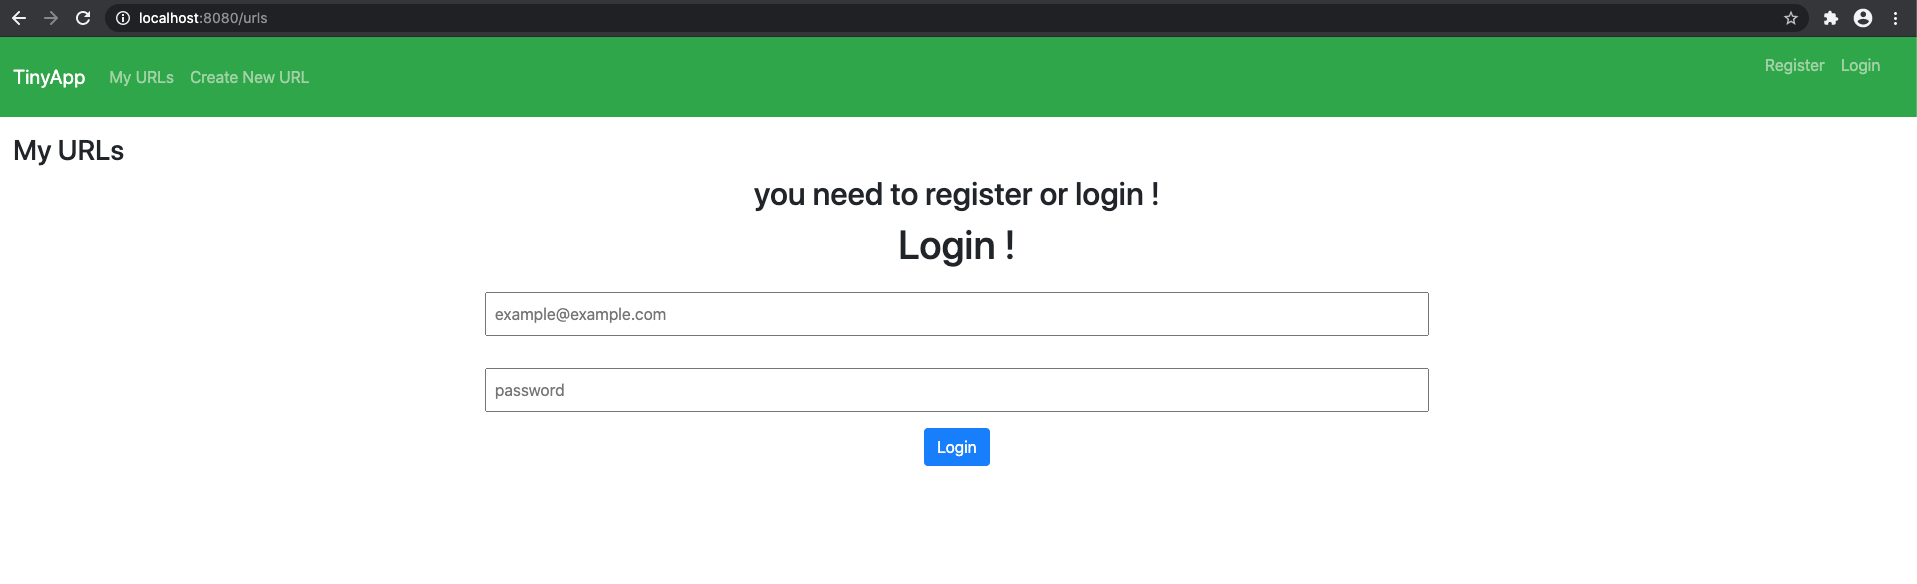 localhost:8080/urls
TinyApp My URLs Create New URL Register Login
My URLs
you need to register or login !
Login !
example@example.com
password
Login